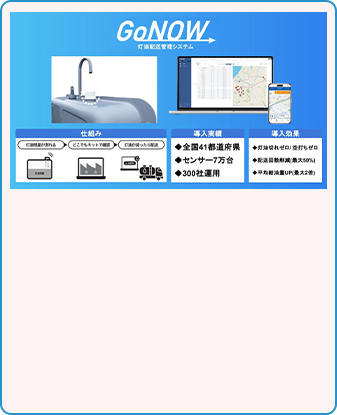 GoNOW
灯油配送管理システム
仕組み
灯油残量が測れる
どこでもネットで確認
灯油が減ったら配送
導入実績
◆全国41都道府県
◆センサー7万台
◆300社運用
導入効果
◆灯油切れゼロ/空打ちゼロ
◆配送回数削減(最大50%)
◆平均給油量UP(最大2倍)